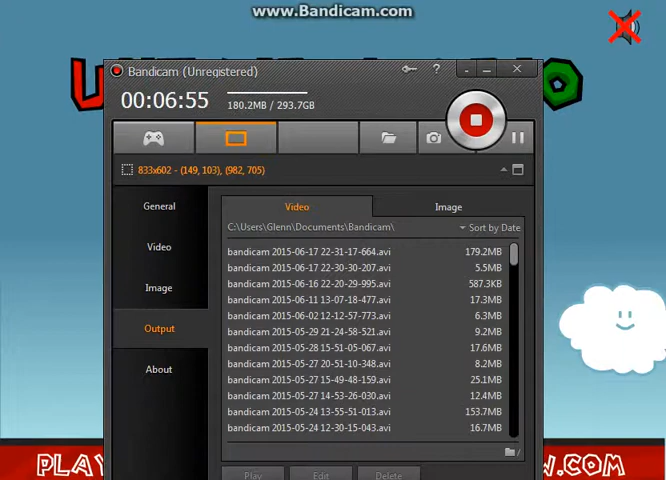 www.Bandicam.com
Bandicam (Unregistered)
00:06:55
180.2MB / 293.7GB
833x602 - (149, 103), (982, 705)
General
Video
Image
Output
About
Video
Image
C:\Users\Glenn\Documents\Bandicam\
Sort by Date
bandicam 2015-06-17 22-31-17-664.avi 179.2MB
bandicam 2015-06-17 22-30-30-207.avi 5.5MB
bandicam 2015-06-16 22-20-29-995.avi 587.3KB
bandicam 2015-06-11 13-07-18-477.avi 17.3MB
bandicam 2015-06-02 12-12-57-773.avi 6.3MB
bandicam 2015-05-29 21-24-58-521.avi 9.2MB
bandicam 2015-05-28 15-51-05-067.avi 17.6MB
bandicam 2015-05-27 20-51-10-348.avi 8.2MB
bandicam 2015-05-27 15-49-48-159.avi 25.1MB
bandicam 2015-05-27 14-53-26-030.avi 12.4MB
bandicam 2015-05-24 13-55-51-013.avi 153.7MB
bandicam 2015-05-24 12-30-15-043.avi 16.7MB
Play
Edit
Delete
PLAY
W.COM